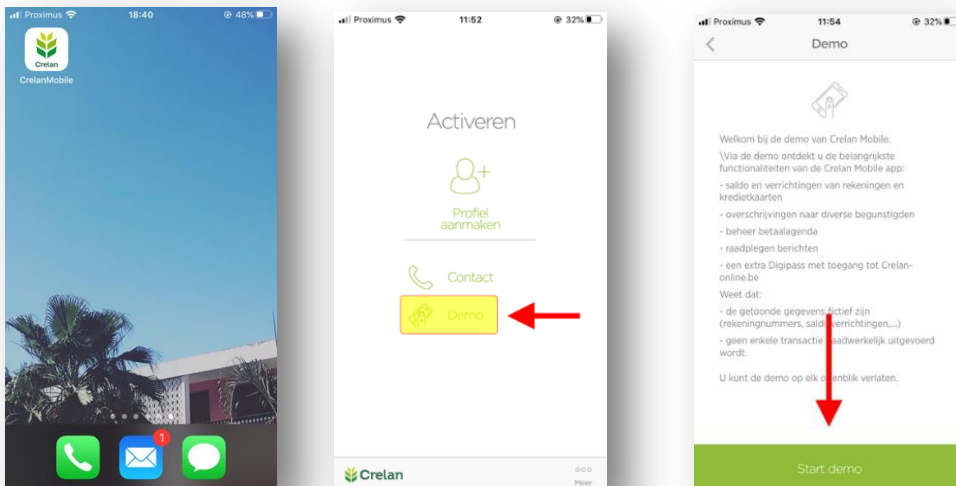 Proximus 18:40 48%
Crelan
CrelanMobile
1
Proximus 11:52 32%
Activeren
Profiel
aanmaken
Contact
Demo
Crelan
Meer
Proximus 11:54 32%
Demo
Welkom bij de demo van Crelan Mobile.
\Via de demo ontdekt u de belangrijkste
functionaliteiten van de Crelan Mobile app:
- saldo en verrichtingen van rekeningen en
kredietkaarten
- overschrijvingen naar diverse begunstigden
- beheer betaalagenda
- raadplegen berichten
- een extra Digipass met toegang tot Crelan-
online.be
Weet dat:
- de getoonde gegevens fictief zijn
(rekeningnummers, saldi, verrichtingen,...)
- geen enkele transactie daadwerkelijk uitgevoerd
wordt.
U kunt de demo op elk ogenblik verlaten.
Start demo